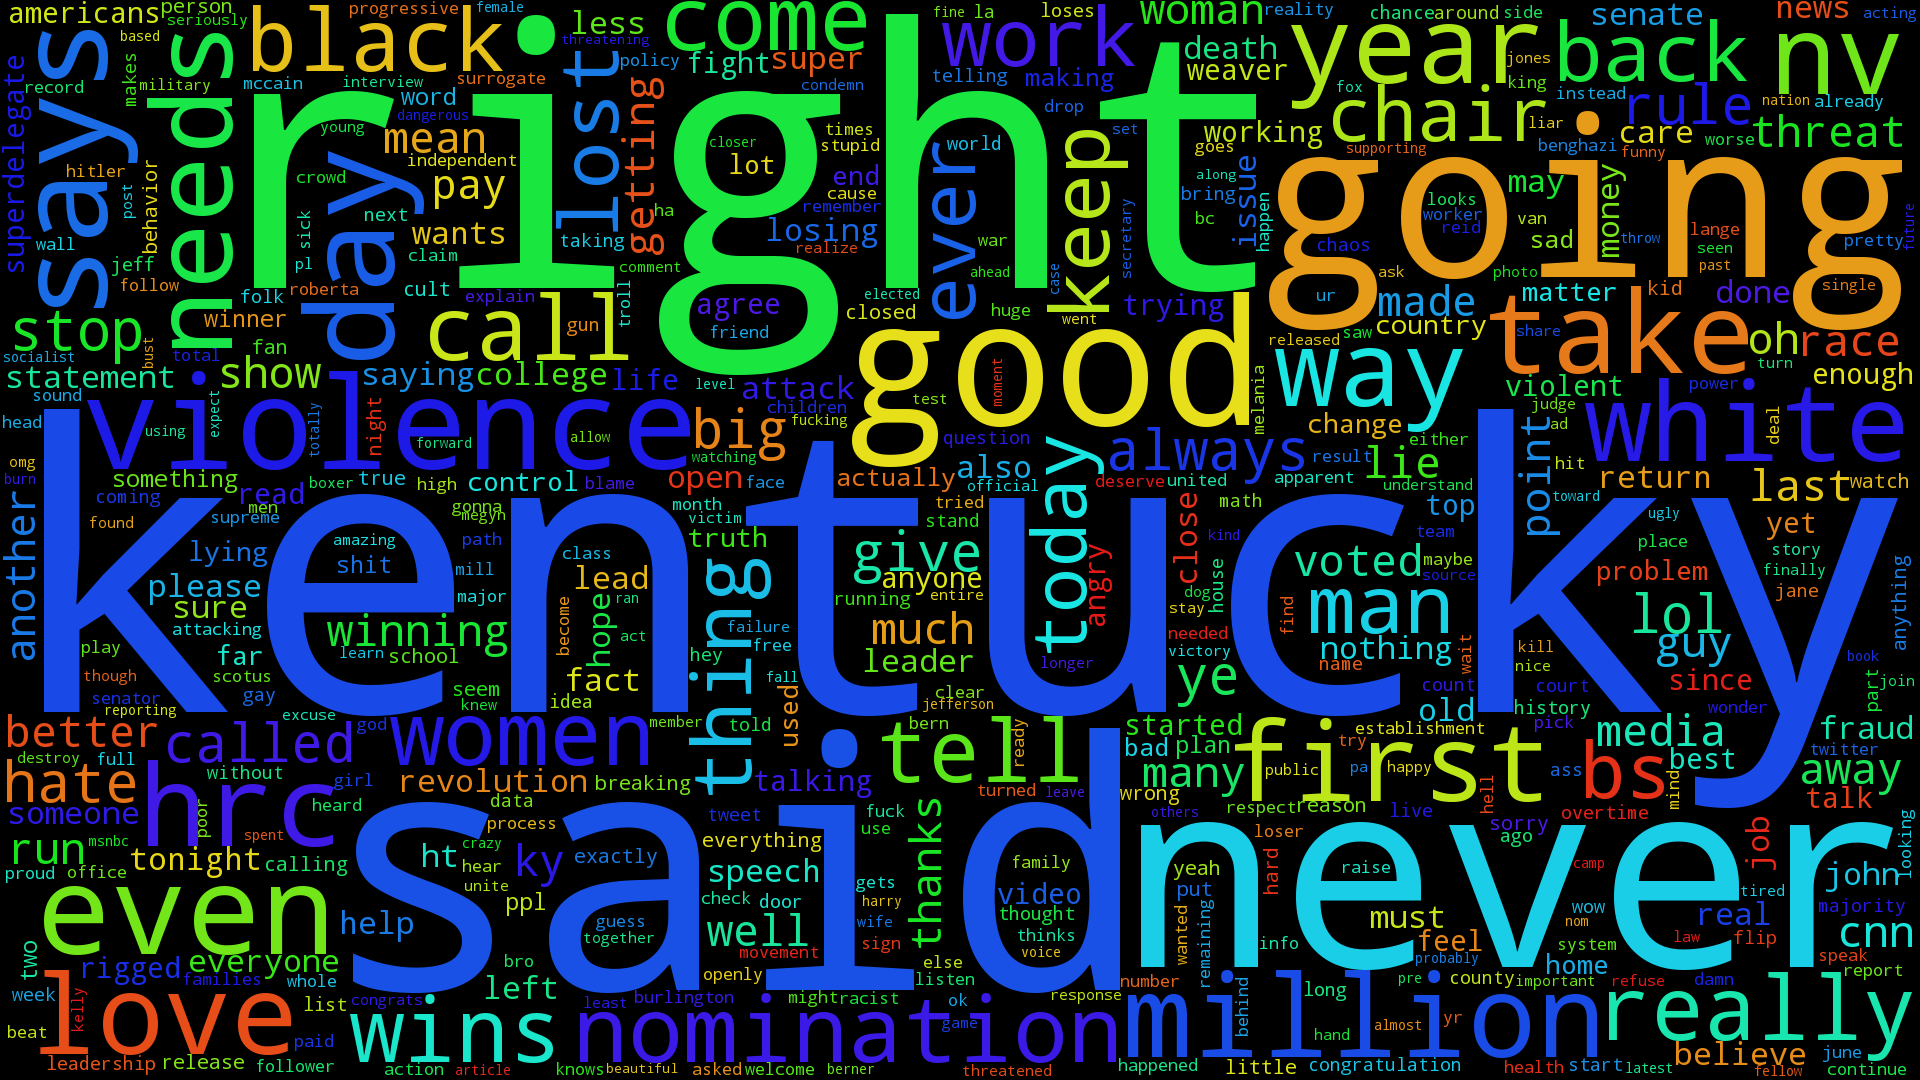 americans
person
seriously
progressive
female
less
come
fine
la
loses
woman
reality
chance
around
side
senate
news
acting
based
says
needs
black
right
work
death
year
back
nv
makes
military
record
mccain
interview
surrogate
threatening
lost
policy
fight
super
condemn
telling
making
weaver
jones
king
fox
chair
instead
rule
nation
already
superdelegate
word
dangerous
young
mean
getting
closer
lot
times
stupid
ever
world
drop
keep
set
working
goes
liar
care
worse
threat
supporting
benghazi
funny
going
hitler
behavior
post
crowd
independent
pay
day
end
cause
remember
along
bring
issue
looks
worker
reid
may
van
money
wall
sick
next
wants
taking
ha
losing
realize
war
secretary
bc
happen
chaos
sad
lange
seen
past
throw
pretty
future
jeff
follow
pl
claim
comment
ahead
case
ask
photo
folk
roberta
cult
explain
troll
agree
elected
huge
trying
ur
made
matter
kid
done
single
stop
winner
gun
call
friend
closed
good
went
released
saw
country
share
take
oh
race
socialist
bust
total
fan
way
turn
statement
show
saying
college
life
level
attack
test
moment
melania
violent
power
enough
sound
violence
expect
totally
night
children
fucking
big
change
judge
ad
white
deal
head
using
forward
allow
watching
question
always
either
omg
something
boxer
true
high
control
blame
open
face
actually
also
official
today
deserve
united
result
apparent
lie
understand
point
hit
return
last
watch
burn
coming
read
men
gonna
megyn
month
victim
tried
math
close
top
toward
another
found
supreme
kentucky
amazing
path
truth
stand
kind
team
ugly
yet
lying
shit
class
thing
give
angry
voted
maybe
place
story
please
mill
lead
anyone
entire
house
dog
source
problem
finally
sure
major
become
ran
running
stay
man
jane
attacking
winning
hope
act
failure
free
much
needed
victory
find
nothing
lol
guy
anything
play
far
learn
school
hey
leader
longer
name
wait
kill
nice
book
though
scotus
seem
fact
fall
ye
count
court
since
part
join
senator
gay
knew
idea
used
clear
jefferson
old
history
reporting
excuse
god
member
told
bern
started
establishment
pick
wonder
better
called
women
ready
bad
plan
first
try
media
fraud
destroy
full
without
girl
revolution
breaking
talking
tell
turned
leave
many
public
pa
happy
ass
bs
best
twitter
away
hate
hrc
heard
data
wrong
hell
mind
someone
poor
process
tweet
fuck
use
thanks
others
respect
reason
live
sorry
overtime
talk
run
msnbc
spent
crazy
said
everything
never
loser
ago
job
looking
proud
office
tonight
calling
ht
hear
ky
exactly
speech
family
yeah
hard
raise
camp
john
even
unite
ppl
check
door
gets
video
put
tired
help
guess
together
well
harry
wife
thought
thinks
voice
wanted
remaining
must
wow
nom
real
majority
two
rigged
everyone
bro
movement
sign
info
feel
probably
system
law
flip
cnn
speak
week
families
whole
left
openly
else
listen
number
pre
county
important
home
refuse
damn
report
love
kelly
list
congrats
least
burlington
might
racist
ok
response
behind
long
beat
paid
wins
nomination
game
million
hand
almost
yr
really
leadership
release
follower
action
article
knows
beautiful
asked
welcome
berner
threatened
happened
little
congratulation
health
start
latest
believe
fellow
june
continue